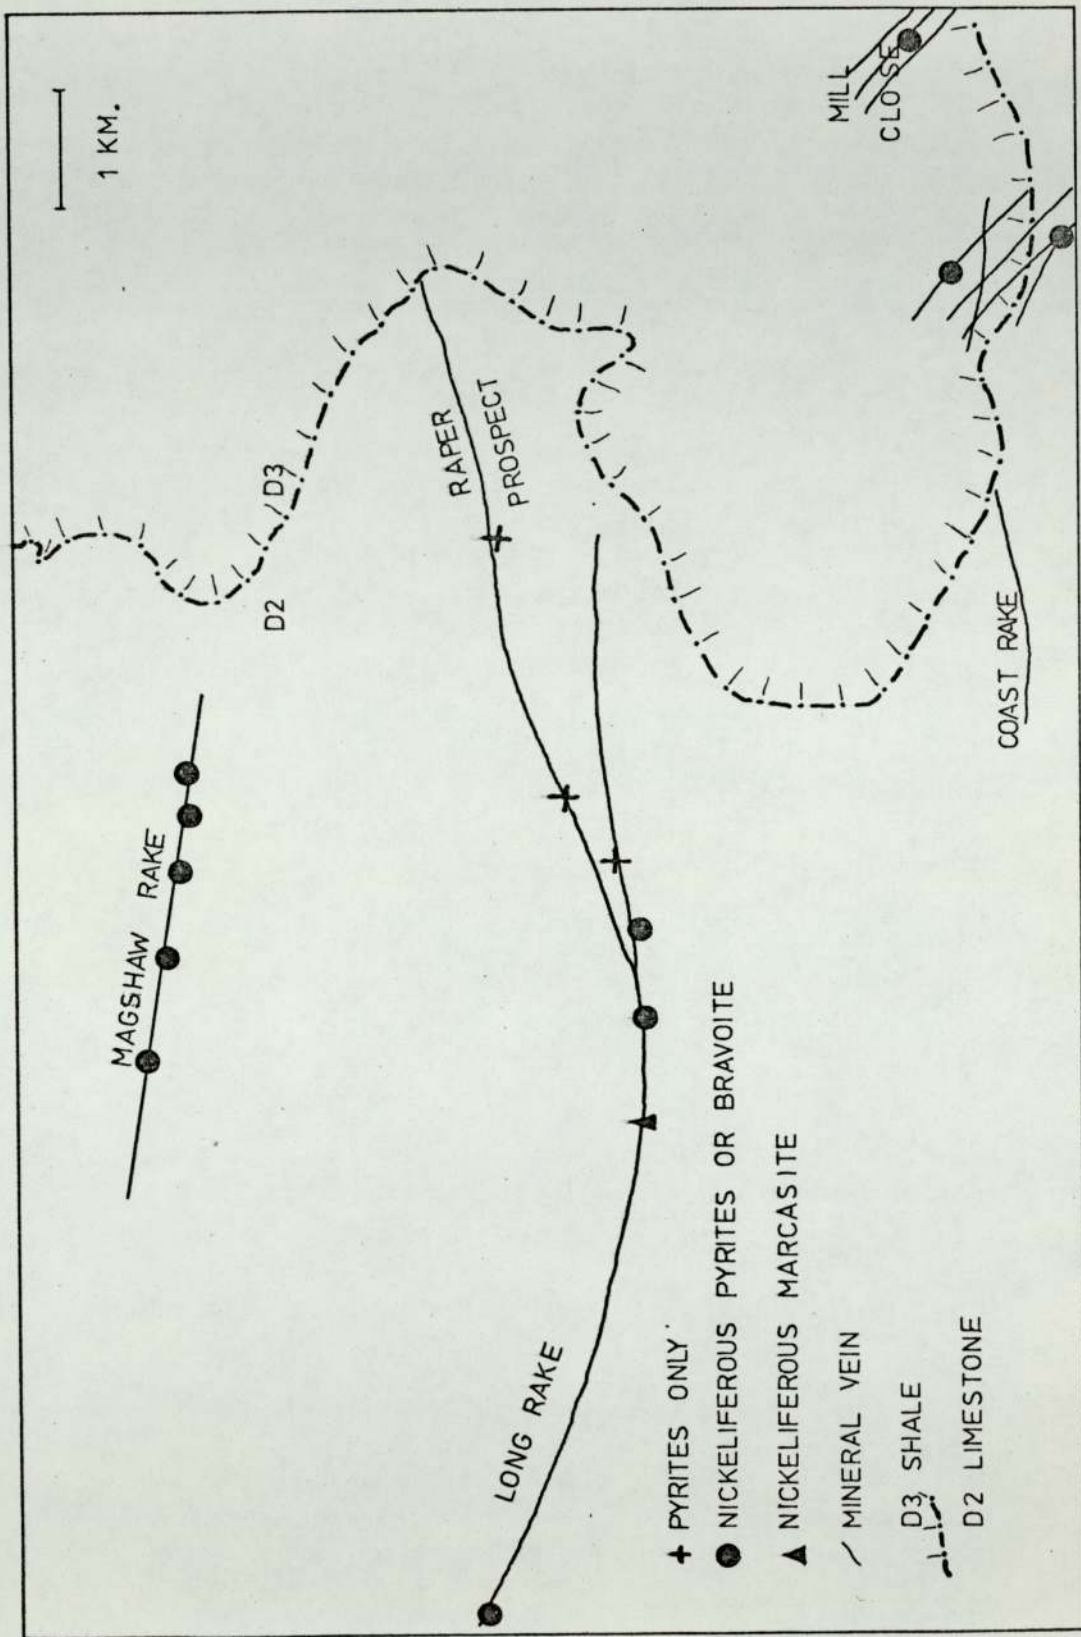 1 KM.
MAGSHAW RAKE
D2
D3
RAPER
PROSPECT
MILL
CLOSE
LONG RAKE
COAST RAKE
PYRITES ONLY
NICKELIFEROUS PYRITES OR BRAVOITE
NICKELIFEROUS MARCASITE
MINERAL VEIN
D3 SHALE
D2 LIMESTONE